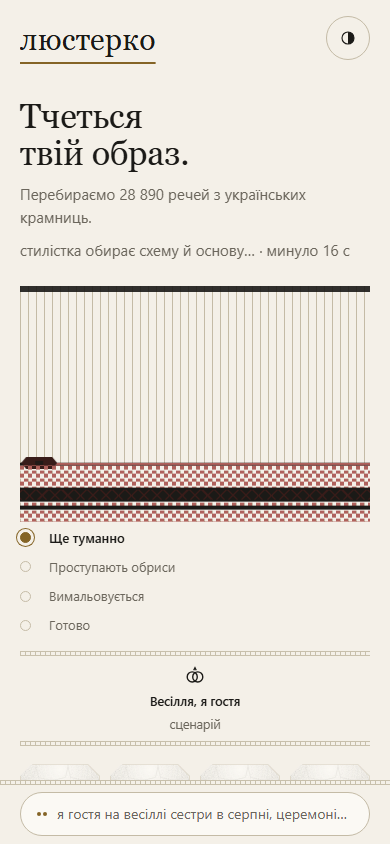 люстерко
Тчеться
твій образ.
Перебираємо 28 890 речей з українських
крамниць.
стилістка обирає схему й основу... · минуло 16 с
Ще туманно
Проступають обриси
Вимальовується
Готово
Весілля, я гостя
сценарій
я гостя на весіллі сестри в серпні, церемоні...